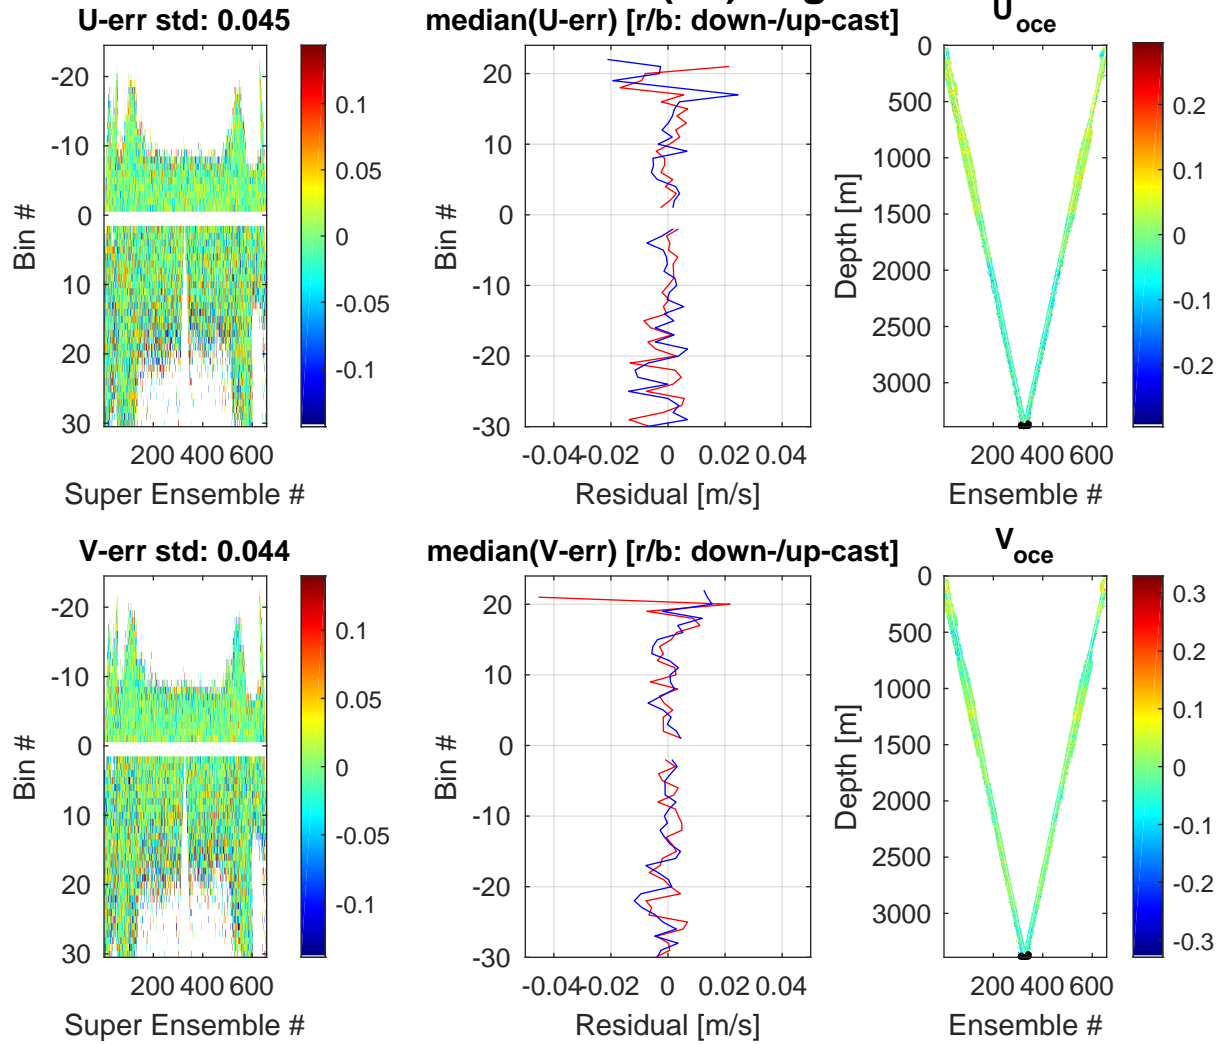 U-err std: 0.045
median(U-err) [r/b: down-/up-cast]
U
oce
-20
-10
0
10
20
30
Bin #
200 400 600
Super Ensemble #
0.1
0.05
0
-0.05
-0.1
20
10
0
-10
-20
-30
Bin #
-0.04 -0.02 0 0.02 0.04
Residual [m/s]
0
500
1000
1500
2000
2500
3000
Depth [m]
200 400 600
Ensemble #
0.2
0.1
0
-0.1
-0.2
V-err std: 0.044
median(V-err) [r/b: down-/up-cast]
V
oce
-20
-10
0
10
20
30
Bin #
200 400 600
Super Ensemble #
0.1
0.05
0
-0.05
-0.1
20
10
0
-10
-20
-30
Bin #
-0.04 -0.02 0 0.02 0.04
Residual [m/s]
0
500
1000
1500
2000
2500
3000
Depth [m]
200 400 600
Ensemble #
0.3
0.2
0.1
0
-0.1
-0.2
-0.3